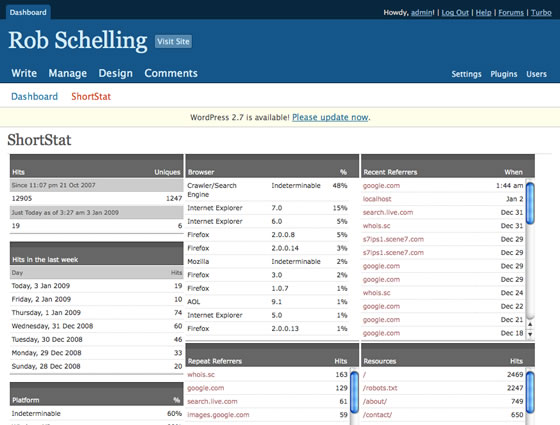 Dashboard
Howdy, admin! | Log Out | Help | Forums | Turbo
Rob Schelling Visit Site
Write Manage Design Comments
Settings Plugins Users
Dashboard ShortStat
WordPress 2.7 is available! Please update now.
ShortStat
Hits Uniques
Since 11:07 pm 21 Oct 2007
12905 1247
Just Today as of 3:27 am 3 Jan 2009
19 6
Hits in the last week
Day Hits
Today, 3 Jan 2009 19
Friday, 2 Jan 2009 10
Thursday, 1 Jan 2009 74
Wednesday, 31 Dec 2008 60
Tuesday, 30 Dec 2008 46
Monday, 29 Dec 2008 33
Sunday, 28 Dec 2008 20
Platform %
Indeterminable 60%
Browser %
Crawler/Search Indeterminable 48%
Engine
Internet Explorer 7.0 15%
Internet Explorer 6.0 5%
Firefox 2.0.0.8 5%
Firefox 2.0.0.14 3%
Mozilla Indeterminable 2%
Firefox 3.0 2%
Firefox 1.0.7 1%
AOL 9.1 1%
Internet Explorer 5.0 1%
Firefox 2.0.0.13 1%
Repeat Referrers Hits
whois.sc 163
google.com 129
search.live.com 61
images.google.com 59
Recent Referrers When
google.com 1:44 am
localhost Jan 2
search.live.com Dec 31
whois.sc Dec 31
s7ips1.scene7.com Dec 29
s7ips1.scene7.com Dec 29
google.com Dec 29
google.com Dec 29
whois.sc Dec 24
google.com Dec 22
google.com Dec 21
google.com Dec 18
Resources Hits
/ 2469
/robots.txt 2247
/about/ 749
/contact/ 650